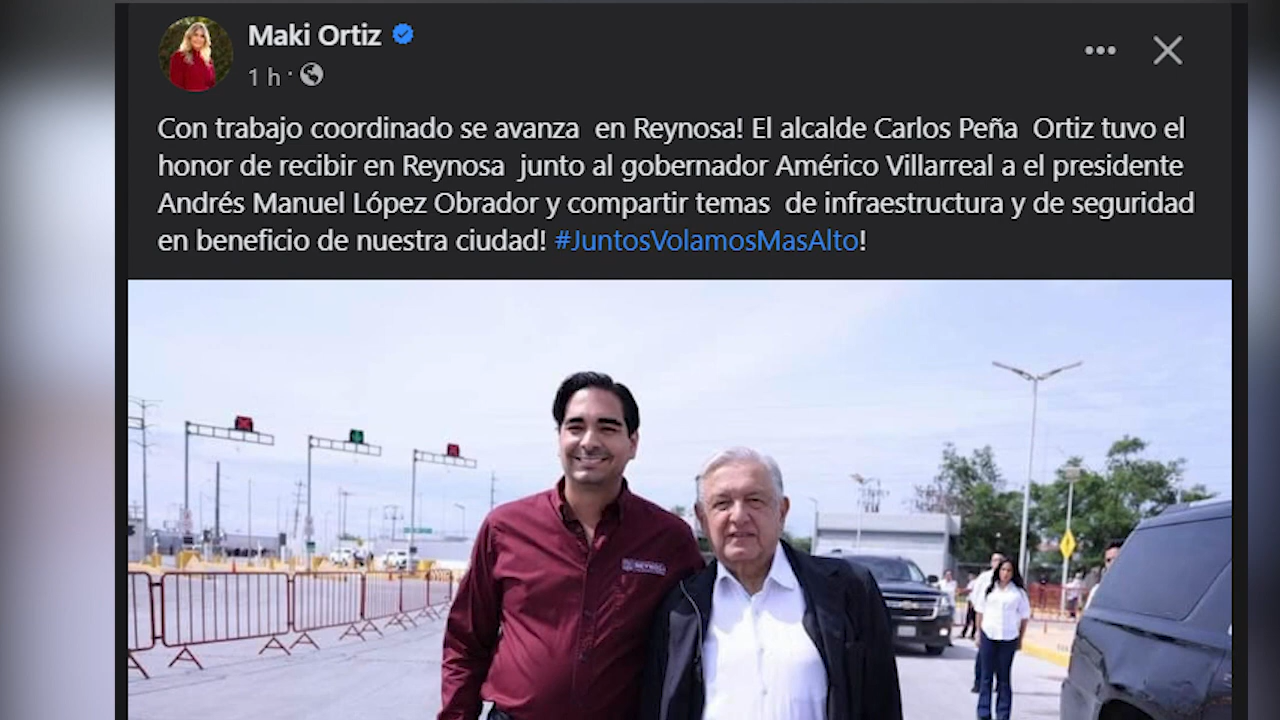 Maki Ortiz
1 h ·
Con trabajo coordinado se avanza en Reynosa! El alcalde Carlos Peña Ortiz tuvo el
honor de recibir en Reynosa junto al gobernador Américo Villarreal a el presidente
Andrés Manuel López Obrador y compartir temas de infraestructura y de seguridad
en beneficio de nuestra ciudad! #JuntosVolamosMasAlto!
REYNOSA